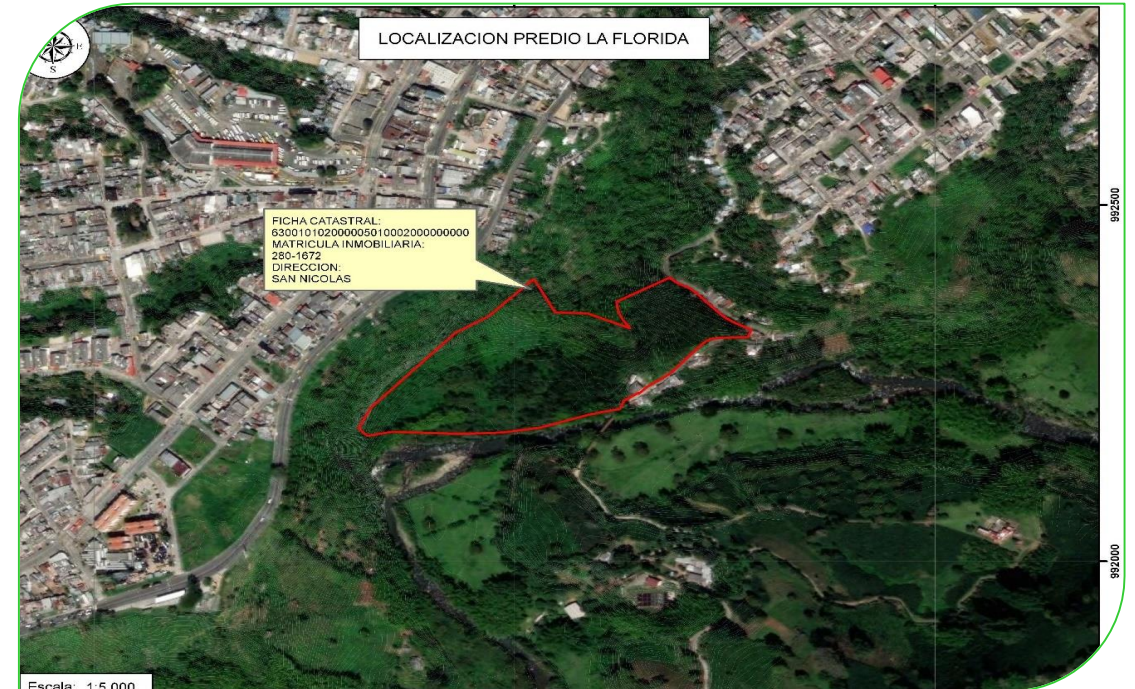 LOCALIZACION PREDIO LA FLORIDA
E
S
FICHA CATASTRAL:
630010102000005010002000000000
MATRICULA INMOBILIARIA:
280-1672
DIRECCION:
SAN NICOLAS
992500
992000
Escala: 1:5.000